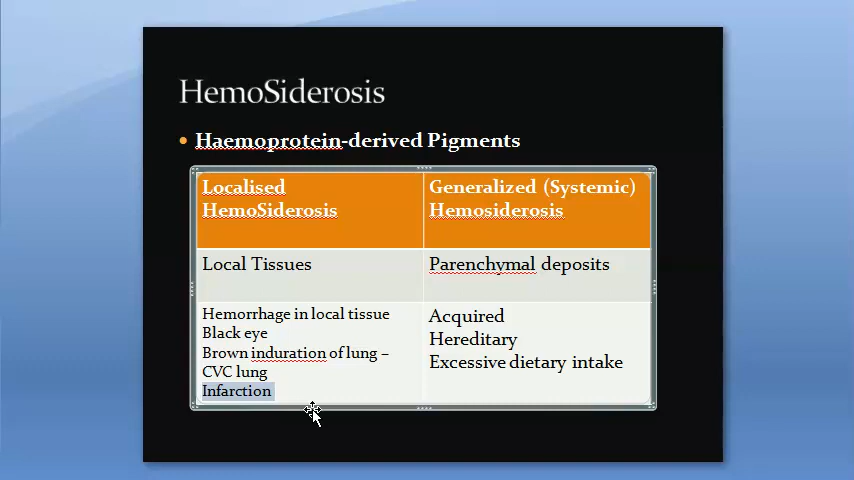 HemoSiderosis
• Haemoprotein-derived Pigments
Localised
HemoSiderosis
Generalized (Systemic)
Hemosiderosis
Local Tissues
Parenchymal deposits
Hemorrhage in local tissue
Black eye
Brown induration of lung –
CVC lung
Infarction
Acquired
Hereditary
Excessive dietary intake